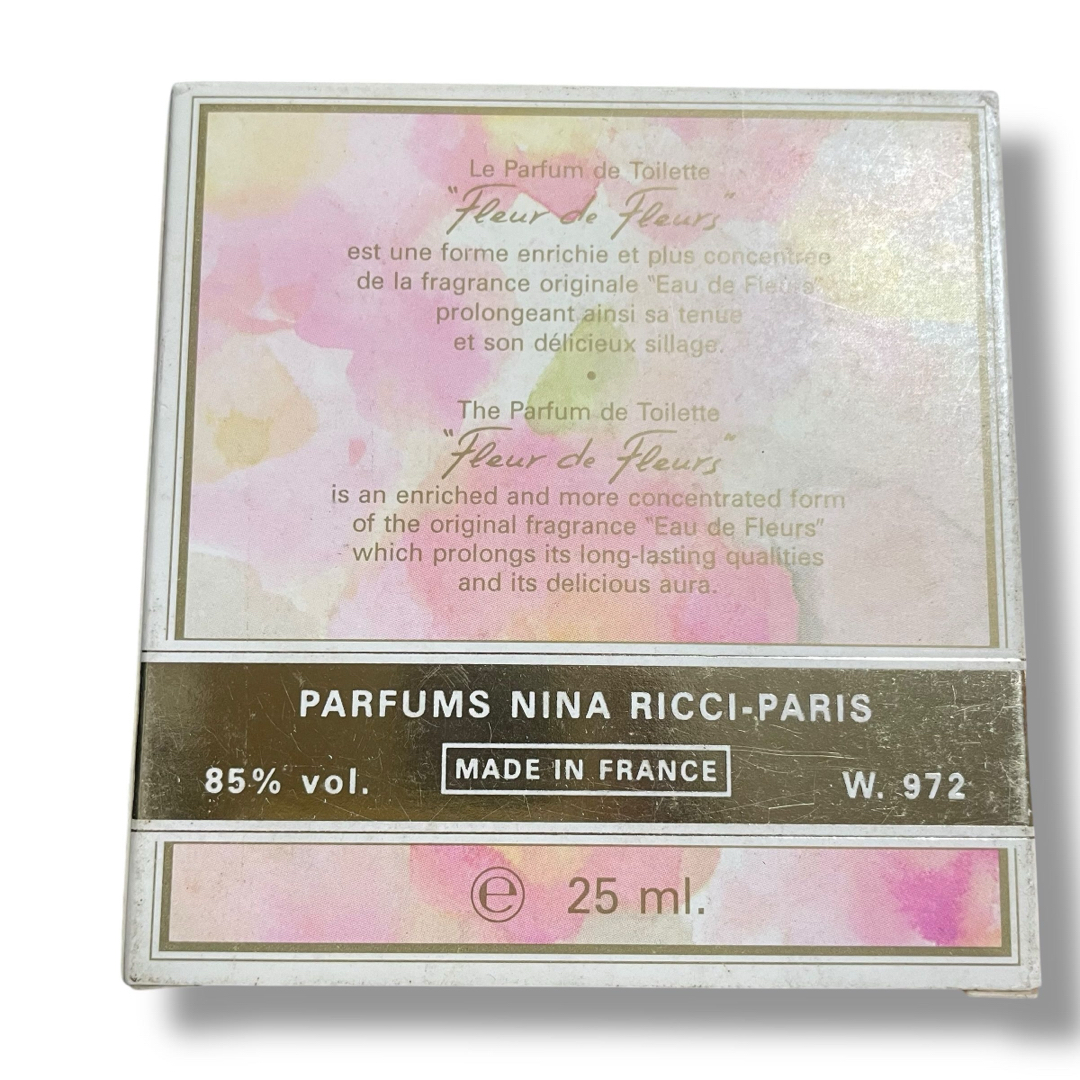 Le Parfum de Toilette
"Fleur de Fleurs"
est une forme enrichie et plus concentrée
de la fragrance originale "Eau de Fleurs",
prolongeant ainsi sa tenue
et son délicieux sillage.
•
The Parfum de Toilette
"Fleur de Fleurs"
is an enriched and more concentrated form
of the original fragrance "Eau de Fleurs"
which prolongs its long-lasting qualities
and its delicious aura.
PARFUMS NINA RICCI-PARIS
MADE IN FRANCE
85% vol.
W. 972
℮ 25 ml.